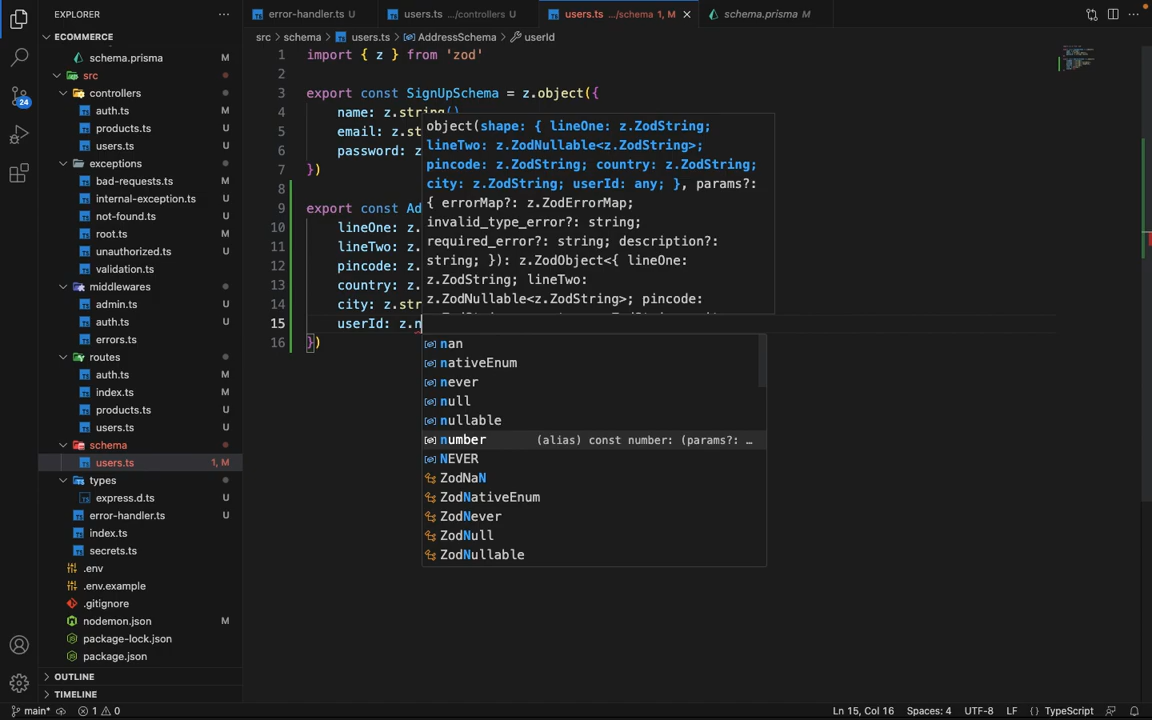 EXPLORER
error-handler.ts U
users.ts .../controllers U
users.ts .../schema 1, M
schema.prisma M
ECOMMERCE
src > schema > users.ts > AddressSchema > userId
schema.prisma M
src
controllers
auth.ts M
products.ts U
users.ts U
exceptions
bad-requests.ts M
internal-exception.ts M
not-found.ts U
root.ts M
unauthorized.ts U
validation.ts U
middlewares
admin.ts U
auth.ts U
errors.ts U
routes
auth.ts M
index.ts M
products.ts U
users.ts U
schema
users.ts 1, M
types
express.d.ts U
error-handler.ts U
index.ts M
secrets.ts
.env
.env.example
.gitignore
nodemon.json M
package-lock.json
package.json
OUTLINE
TIMELINE
1 import { z } from 'zod'
2
3 export const SignUpSchema = z.object({
4 name: z.string()
5 email: z.st
6 password: z
7 })
8
9 export const Ad
10 lineOne: z.
11 lineTwo: z.
12 pincode: z.
13 country: z.
14 city: z.str
15 userId: z.n
16 })
object(shape: { lineOne: z.ZodString;
lineTwo: z.ZodNullable<z.ZodString>;
pincode: z.ZodString; country: z.ZodString;
city: z.ZodString; userId: any; }, params?:
{ errorMap?: z.ZodErrorMap;
invalid_type_error?: string;
required_error?: string; description?:
string; }): z.ZodObject<{ lineOne:
z.ZodString; lineTwo:
z.ZodNullable<z.ZodString>; pincode:
nan
nativeEnum
never
null
nullable
number (alias) const number: (params?: ...
NEVER
ZodNaN
ZodNativeEnum
ZodNever
ZodNull
ZodNullable
24
main*
1 0
Ln 15, Col 16
Spaces: 4
UTF-8
LF
{ } TypeScript